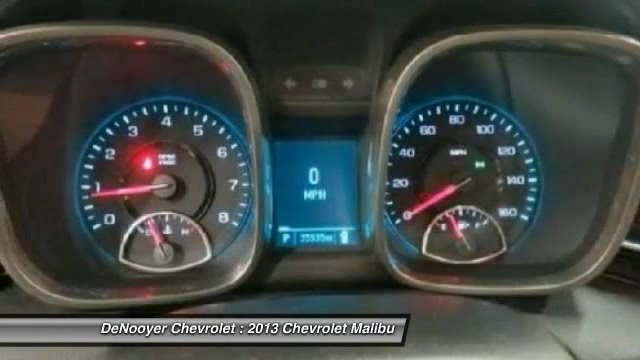 0 1 2 3 4 5 6 7 8
0
MPH
P
0 20 40 60 80 100 120 140 160
MPH
DeNooyer Chevrolet : 2013 Chevrolet Malibu